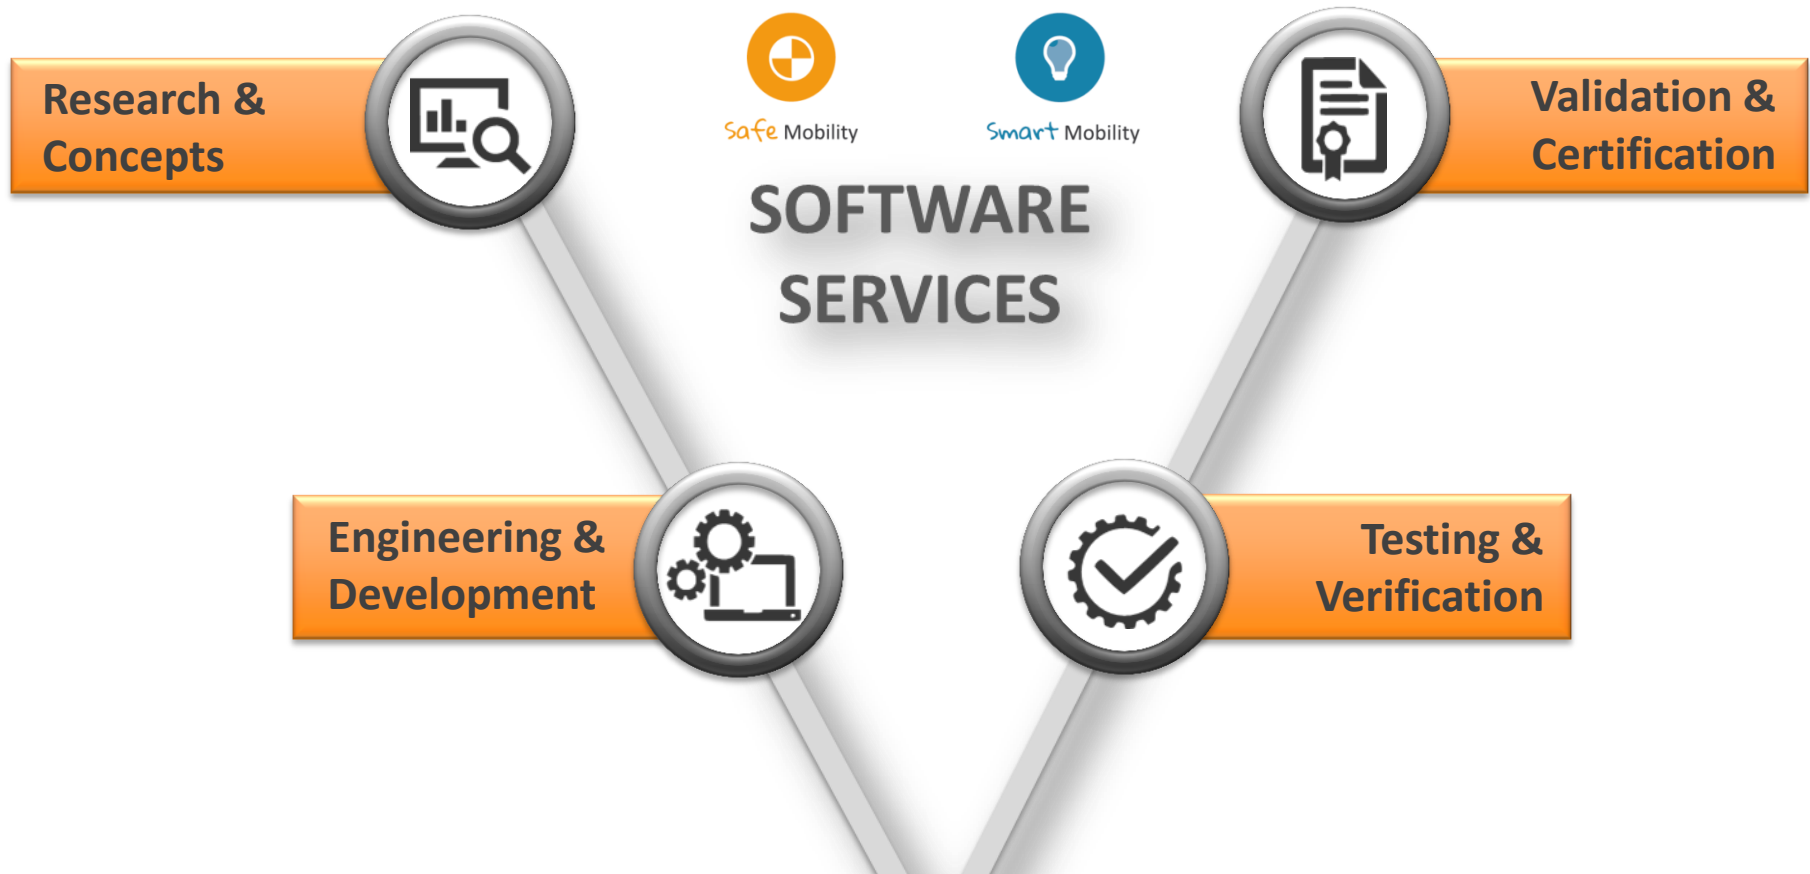 Research &
Concepts
Safe Mobility
Smart Mobility
Validation &
Certification
SOFTWARE
SERVICES
Engineering &
Development
Testing &
Verification